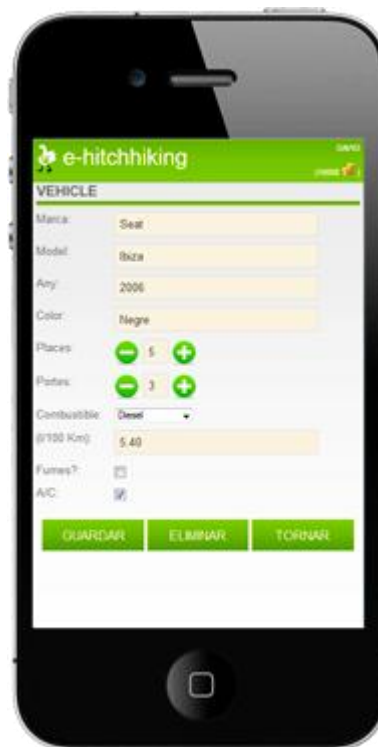 DAVID
e-hitchhiking
VEHICLE
Marca: Seat
Model: Ibiza
Any: 2006
Color: Negre
Places: 5
Portes: 3
Combustible: Diesel
(l/100 Km): 5.40
Fumes?:
A/C:
GUARDAR ELIMINAR TORNAR